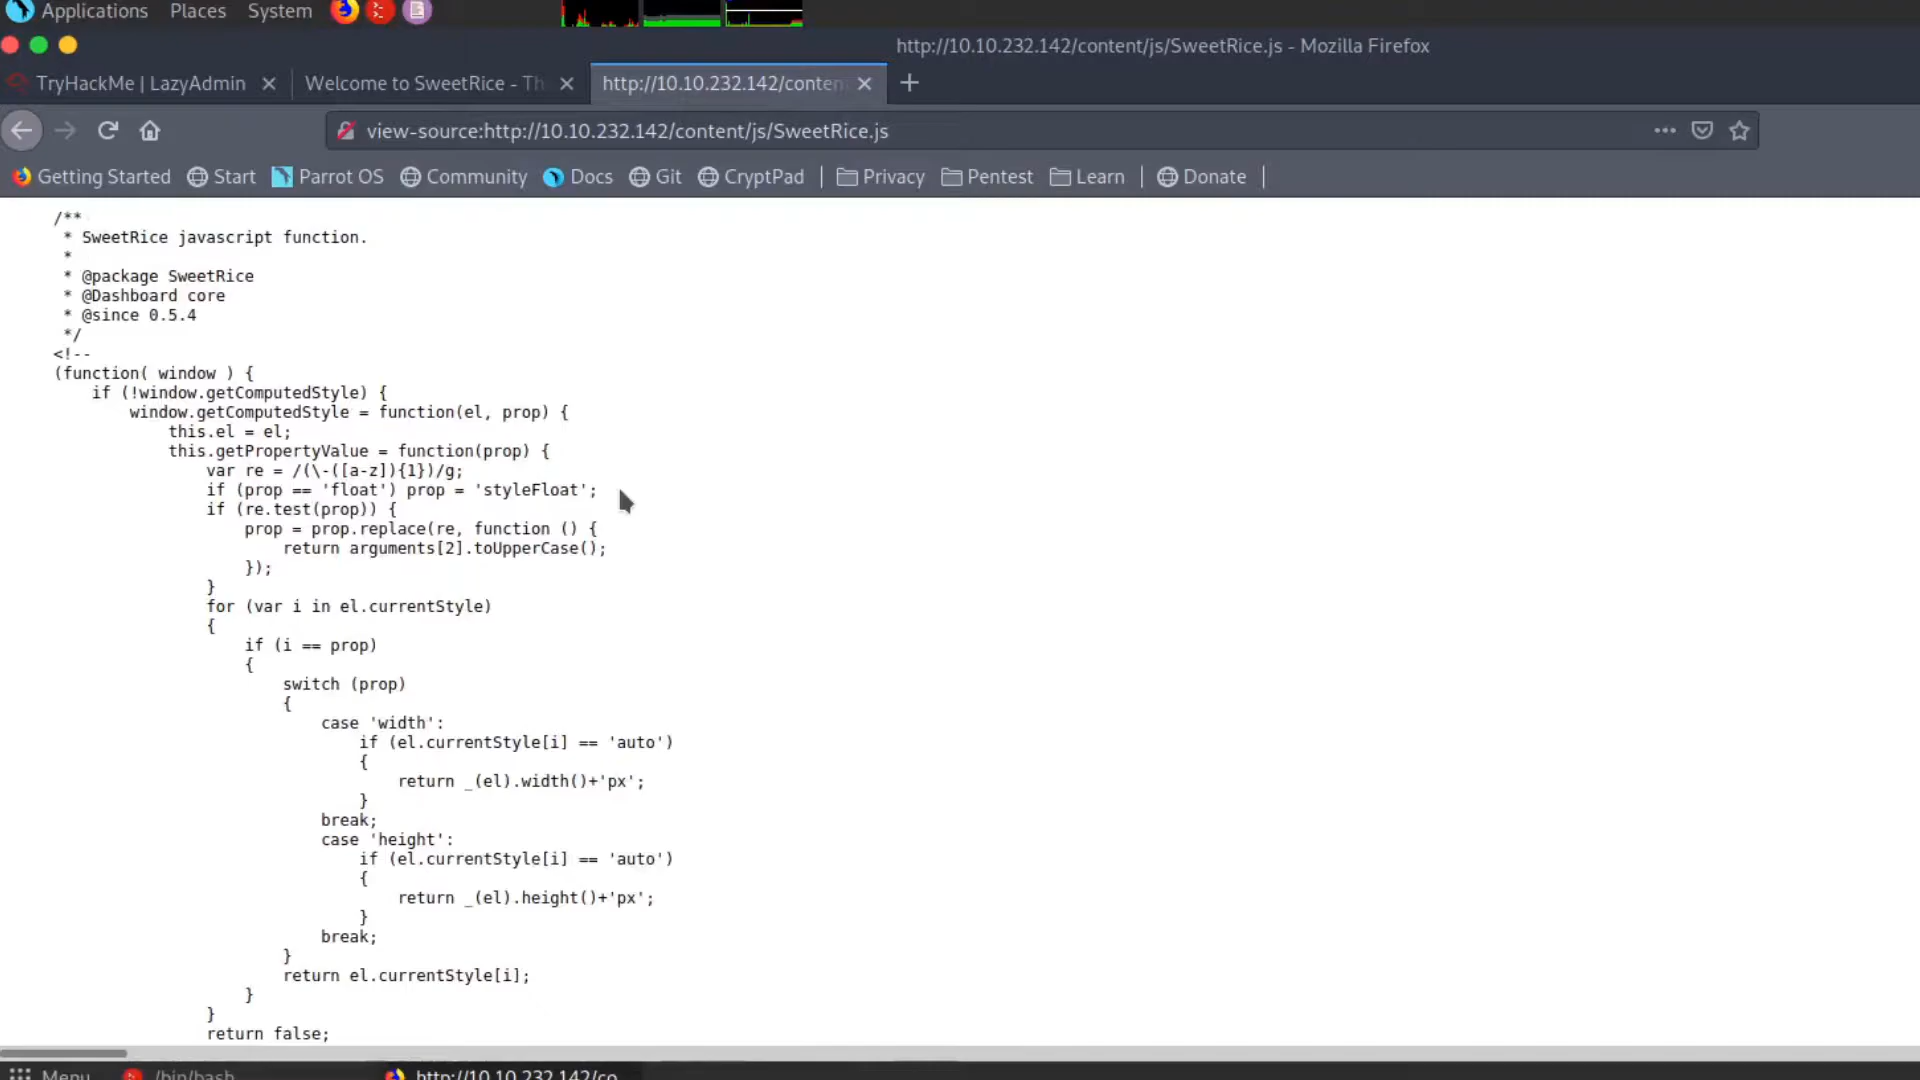 Applications Places System
http://10.10.232.142/content/js/SweetRice.js - Mozilla Firefox
TryHackMe | LazyAdmin Welcome to SweetRice - Th http://10.10.232.142/conten
view-source:http://10.10.232.142/content/js/SweetRice.js
Getting Started Start Parrot OS Community Docs Git CryptPad Privacy Pentest Learn Donate
/**
 * SweetRice javascript function.
 *
 * @package SweetRice
 * @Dashboard core
 * @since 0.5.4
 */
<!--
(function( window ) {
    if (!window.getComputedStyle) {
        window.getComputedStyle = function(el, prop) {
            this.el = el;
            this.getPropertyValue = function(prop) {
                var re = /(\-([a-z]){1})/g;
                if (prop == 'float') prop = 'styleFloat';
                if (re.test(prop)) {
                    prop = prop.replace(re, function () {
                        return arguments[2].toUpperCase();
                    });
                }
                for (var i in el.currentStyle)
                {
                    if (i == prop)
                    {
                        switch (prop)
                        {
                            case 'width':
                                if (el.currentStyle[i] == 'auto')
                                {
                                    return _(el).width()+'px';
                                }
                            break;
                            case 'height':
                                if (el.currentStyle[i] == 'auto')
                                {
                                    return _(el).height()+'px';
                                }
                            break;
                        }
                        return el.currentStyle[i];
                    }
                }
                return false;
Menu /bin/bash http://10.10.232.142/co